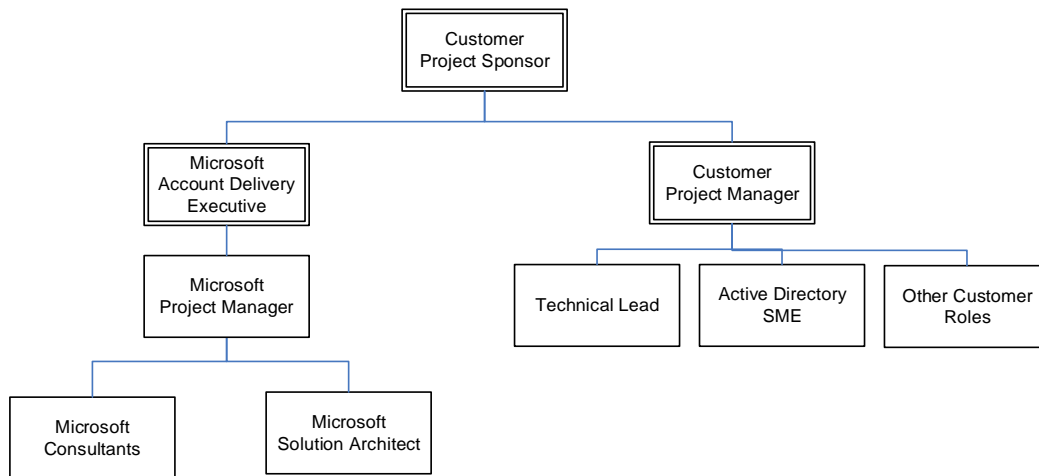 Customer
Project Sponsor
Microsoft
Account Delivery
Executive
Customer
Project Manager
Microsoft
Project Manager
Technical Lead
Active Directory
SME
Other Customer
Roles
Microsoft
Consultants
Microsoft
Solution Architect